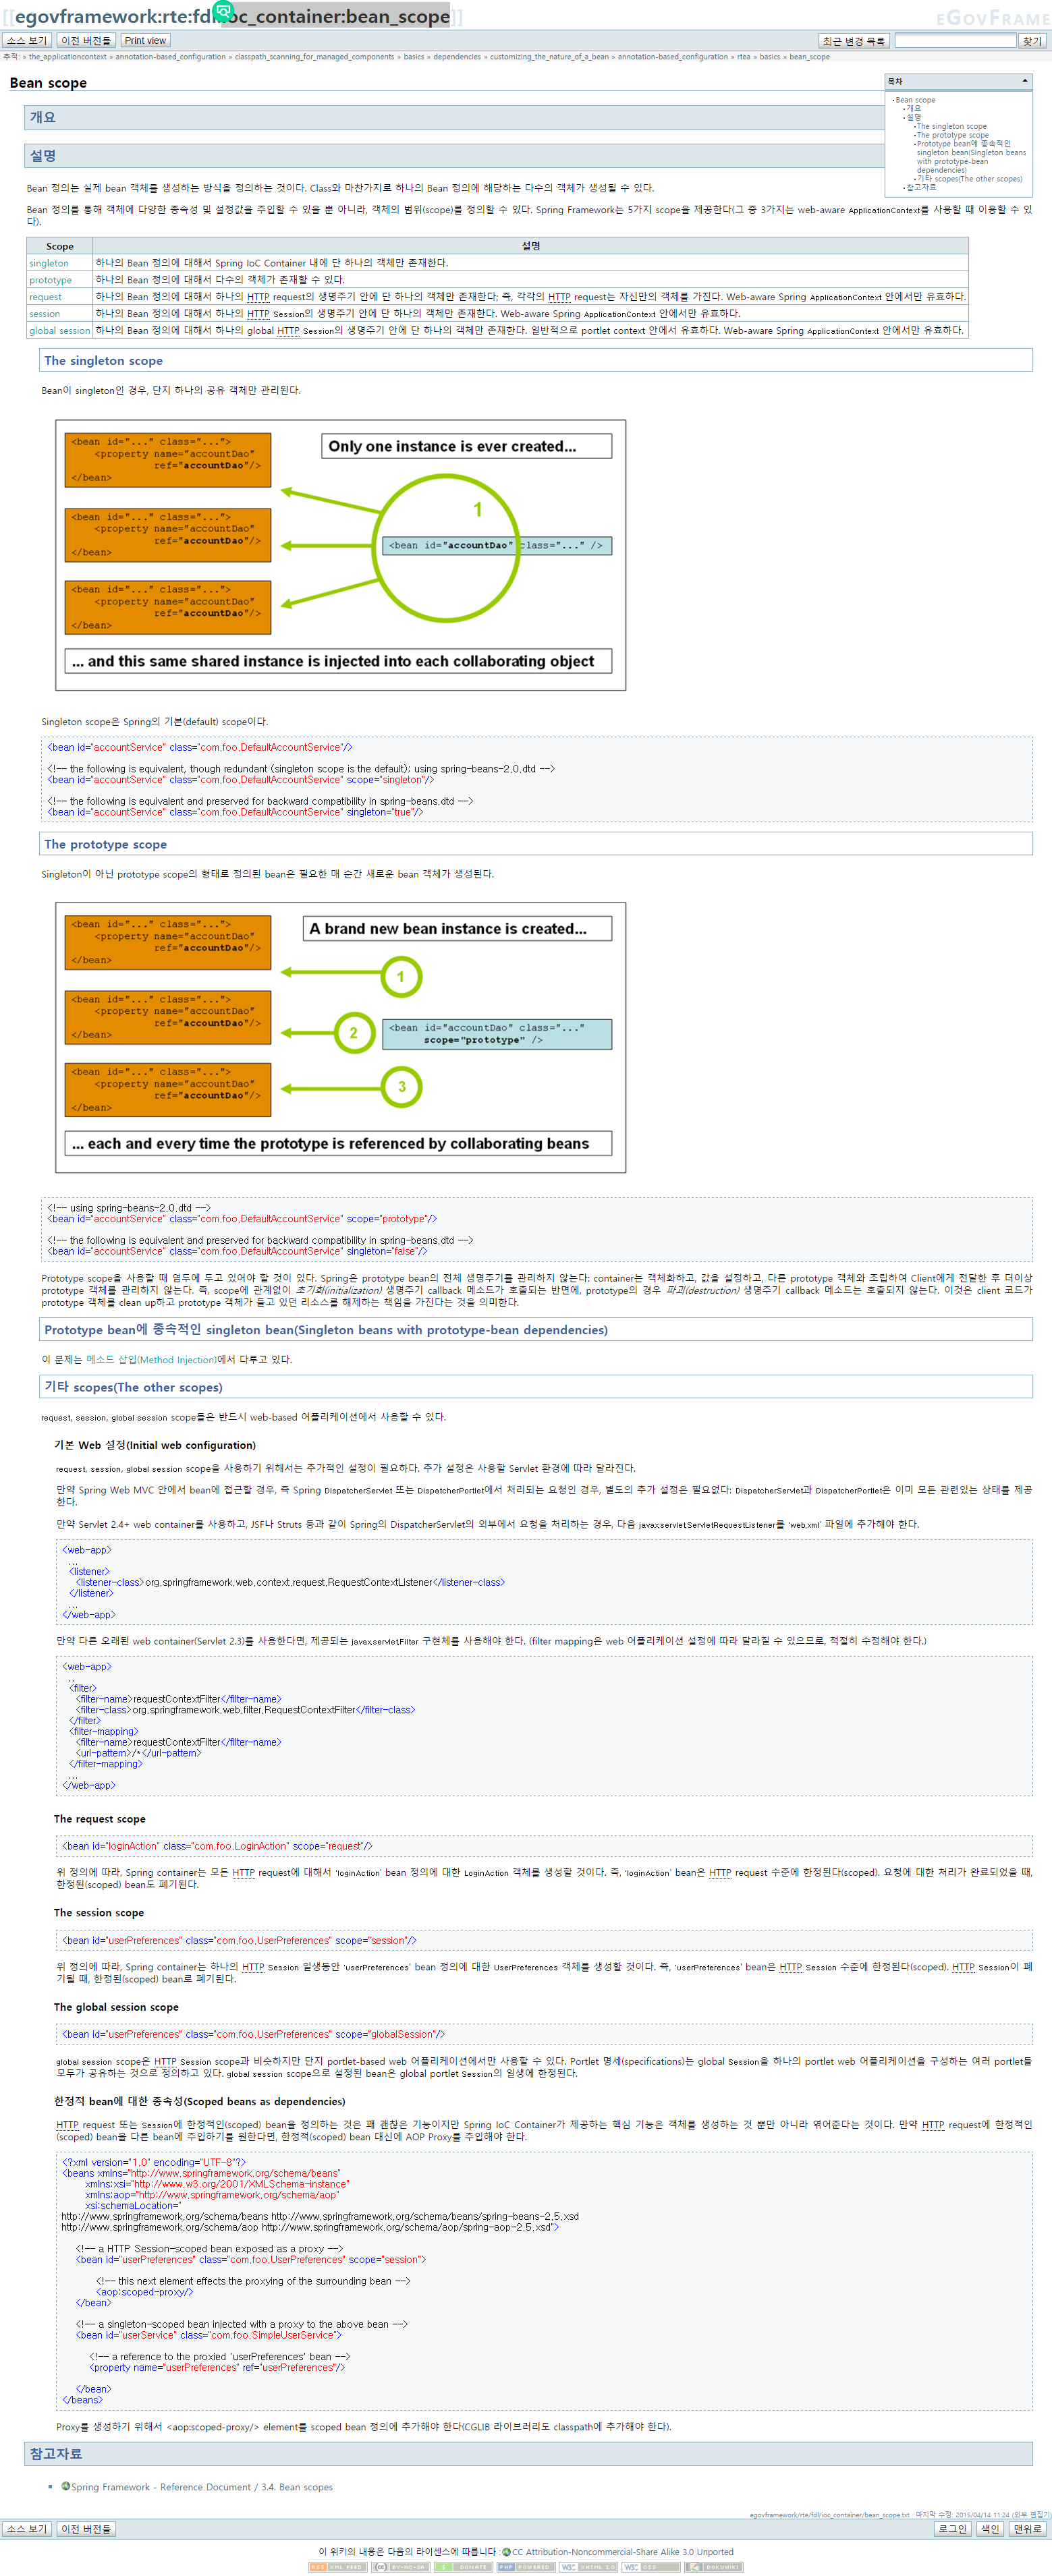 [[egovframework:rte:fdl:ioc_container:bean_scope]]
eGovFrame
소스 보기 이전 버전들 Print view 최근 변경 목록 찾기
추적: » the_applicationcontext » annotation-based_configuration » classpath_scanning_for_managed_components » basics » dependencies » customizing_the_nature_of_a_bean » annotation-based_configuration » rtea » basics » bean_scope
목차
Bean scope
개요
설명
The singleton scope
The prototype scope
Prototype bean에 종속적인
singleton bean(Singleton beans
with prototype-bean
dependencies)
기타 scopes(The other scopes)
참고자료
Bean scope
개요
설명
Bean 정의는 실제 bean 객체를 생성하는 방식을 정의하는 것이다. Class와 마찬가지로 하나의 Bean 정의에 해당하는 다수의 객체가 생성될 수 있다.
Bean 정의를 통해 객체에 다양한 종속성 및 설정값을 주입할 수 있을 뿐 아니라, 객체의 범위(scope)를 정의할 수 있다. Spring Framework는 5가지 scope을 제공한다(그 중 3가지는 web-aware ApplicationContext를 사용할 때 이용할 수 있
다).
Scope 설명
singleton 하나의 Bean 정의에 대해서 Spring IoC Container 내에 단 하나의 객체만 존재한다.
prototype 하나의 Bean 정의에 대해서 다수의 객체가 존재할 수 있다.
request 하나의 Bean 정의에 대해서 하나의 HTTP request의 생명주기 안에 단 하나의 객체만 존재한다; 즉, 각각의 HTTP request는 자신만의 객체를 가진다. Web-aware Spring ApplicationContext 안에서만 유효하다.
session 하나의 Bean 정의에 대해서 하나의 HTTP Session의 생명주기 안에 단 하나의 객체만 존재한다. Web-aware Spring ApplicationContext 안에서만 유효하다.
global session 하나의 Bean 정의에 대해서 하나의 global HTTP Session의 생명주기 안에 단 하나의 객체만 존재한다. 일반적으로 portlet context 안에서 유효하다. Web-aware Spring ApplicationContext 안에서만 유효하다.
The singleton scope
Bean이 singleton인 경우, 단지 하나의 공유 객체만 관리된다.
Only one instance is ever created...
<bean id="..." class="...">
<property name="accountDao"
ref="accountDao"/>
</bean>
<bean id="..." class="...">
<property name="accountDao"
ref="accountDao"/>
</bean>
<bean id="..." class="...">
<property name="accountDao"
ref="accountDao"/>
</bean>
1
<bean id="accountDao" class="..." />
... and this same shared instance is injected into each collaborating object
Singleton scope은 Spring의 기본(default) scope이다.
<bean id="accountService" class="com.foo.DefaultAccountService"/>
<!-- the following is equivalent, though redundant (singleton scope is the default); using spring-beans-2.0.dtd -->
<bean id="accountService" class="com.foo.DefaultAccountService" scope="singleton"/>
<!-- the following is equivalent and preserved for backward compatibility in spring-beans.dtd -->
<bean id="accountService" class="com.foo.DefaultAccountService" singleton="true"/>
The prototype scope
Singleton이 아닌 prototype scope의 형태로 정의된 bean은 필요한 매 순간 새로운 bean 객체가 생성된다.
A brand new bean instance is created...
<bean id="..." class="...">
<property name="accountDao"
ref="accountDao"/>
</bean>
<bean id="..." class="...">
<property name="accountDao"
ref="accountDao"/>
</bean>
<bean id="..." class="...">
<property name="accountDao"
ref="accountDao"/>
</bean>
1
2
3
<bean id="accountDao" class="..."
scope="prototype" />
... each and every time the prototype is referenced by collaborating beans
<!-- using spring-beans-2.0.dtd -->
<bean id="accountService" class="com.foo.DefaultAccountService" scope="prototype"/>
<!-- the following is equivalent and preserved for backward compatibility in spring-beans.dtd -->
<bean id="accountService" class="com.foo.DefaultAccountService" singleton="false"/>
Prototype scope을 사용할 때 염두에 두고 있어야 할 것이 있다. Spring은 prototype bean의 전체 생명주기를 관리하지 않는다: container는 객체화하고, 값을 설정하고, 다른 prototype 객체와 조립하여 Client에게 전달한 후 더이상
prototype 객체를 관리하지 않는다. 즉, scope에 관계없이 초기화(initialization) 생명주기 callback 메소드가 호출되는 반면에, prototype의 경우 파괴(destruction) 생명주기 callback 메소드는 호출되지 않는다. 이것은 client 코드가
prototype 객체를 clean up하고 prototype 객체가 들고 있던 리소스를 해제하는 책임을 가진다는 것을 의미한다.
Prototype bean에 종속적인 singleton bean(Singleton beans with prototype-bean dependencies)
이 문제는 메소드 삽입(Method Injection)에서 다루고 있다.
기타 scopes(The other scopes)
request, session, global session scope들은 반드시 web-based 어플리케이션에서 사용할 수 있다.
기본 Web 설정(Initial web configuration)
request, session, global session scope을 사용하기 위해서는 추가적인 설정이 필요하다. 추가 설정은 사용할 Servlet 환경에 따라 달라진다.
만약 Spring Web MVC 안에서 bean에 접근할 경우, 즉 Spring DispatcherServlet 또는 DispatcherPortlet에서 처리되는 요청인 경우, 별도의 추가 설정은 필요없다: DispatcherServlet과 DispatcherPortlet은 이미 모든 관련있는 상태를 제공
한다.
만약 Servlet 2.4+ web container를 사용하고, JSF나 Struts 등과 같이 Spring의 DispatcherServlet의 외부에서 요청을 처리하는 경우, 다음 javax.servlet.ServletRequestListener를 'web.xml' 파일에 추가해야 한다.
<web-app>
...
<listener>
<listener-class>org.springframework.web.context.request.RequestContextListener</listener-class>
</listener>
...
</web-app>
만약 다른 오래된 web container(Servlet 2.3)를 사용한다면, 제공되는 javax.servlet.Filter 구현체를 사용해야 한다. (filter mapping은 web 어플리케이션 설정에 따라 달라질 수 있으므로, 적절히 수정해야 한다.)
<web-app>
..
<filter>
<filter-name>requestContextFilter</filter-name>
<filter-class>org.springframework.web.filter.RequestContextFilter</filter-class>
</filter>
<filter-mapping>
<filter-name>requestContextFilter</filter-name>
<url-pattern>/*</url-pattern>
</filter-mapping>
...
</web-app>
The request scope
<bean id="loginAction" class="com.foo.LoginAction" scope="request"/>
위 정의에 따라, Spring container는 모든 HTTP request에 대해서 'loginAction' bean 정의에 대한 LoginAction 객체를 생성할 것이다. 즉, 'loginAction' bean은 HTTP request 수준에 한정된다(scoped). 요청에 대한 처리가 완료되었을 때,
한정된(scoped) bean도 폐기된다.
The session scope
<bean id="userPreferences" class="com.foo.UserPreferences" scope="session"/>
위 정의에 따라, Spring container는 하나의 HTTP Session 일생동안 'userPreferences' bean 정의에 대한 UserPreferences 객체를 생성할 것이다. 즉, 'userPreferences' bean은 HTTP Session 수준에 한정된다(scoped). HTTP Session이 폐
기될 때, 한정된(scoped) bean로 폐기된다.
The global session scope
<bean id="userPreferences" class="com.foo.UserPreferences" scope="globalSession"/>
global session scope은 HTTP Session scope과 비슷하지만 단지 portlet-based web 어플리케이션에서만 사용할 수 있다. Portlet 명세(specifications)는 global Session을 하나의 portlet web 어플리케이션을 구성하는 여러 portlet들
모두가 공유하는 것으로 정의하고 있다. global session scope으로 설정된 bean은 global portlet Session의 일생에 한정된다.
한정적 bean에 대한 종속성(Scoped beans as dependencies)
HTTP request 또는 Session에 한정적인(scoped) bean을 정의하는 것은 꽤 괜찮은 기능이지만 Spring IoC Container가 제공하는 핵심 기능은 객체를 생성하는 것 뿐만 아니라 엮어준다는 것이다. 만약 HTTP request에 한정적인
(scoped) bean을 다른 bean에 주입하기를 원한다면, 한정적(scoped) bean 대신에 AOP Proxy를 주입해야 한다.
<?xml version="1.0" encoding="UTF-8"?>
<beans xmlns="http://www.springframework.org/schema/beans"
xmlns:xsi="http://www.w3.org/2001/XMLSchema-instance"
xmlns:aop="http://www.springframework.org/schema/aop"
xsi:schemaLocation="
http://www.springframework.org/schema/beans http://www.springframework.org/schema/beans/spring-beans-2.5.xsd
http://www.springframework.org/schema/aop http://www.springframework.org/schema/aop/spring-aop-2.5.xsd">
<!-- a HTTP Session-scoped bean exposed as a proxy -->
<bean id="userPreferences" class="com.foo.UserPreferences" scope="session">
<!-- this next element effects the proxying of the surrounding bean -->
<aop:scoped-proxy/>
</bean>
<!-- a singleton-scoped bean injected with a proxy to the above bean -->
<bean id="userService" class="com.foo.SimpleUserService">
<!-- a reference to the proxied 'userPreferences' bean -->
<property name="userPreferences" ref="userPreferences"/>
</bean>
</beans>
Proxy를 생성하기 위해서 <aop:scoped-proxy/> element를 scoped bean 정의에 추가해야 한다(CGLIB 라이브러리도 classpath에 추가해야 한다).
참고자료
Spring Framework - Reference Document / 3.4. Bean scopes
egovframework/rte/fdl/ioc_container/bean_scope.txt · 마지막 수정: 2015/04/14 11:24 (외부 편집기)
소스 보기 이전 버전들 로그인 색인 맨위로
이 위키의 내용은 다음의 라이센스에 따릅니다 :CC Attribution-Noncommercial-Share Alike 3.0 Unported
RSS XML FEED CC BY-NC-SA $ DONATE PHP POWERED W3C XHTML 1.0 W3C CSS DOKUWIKI